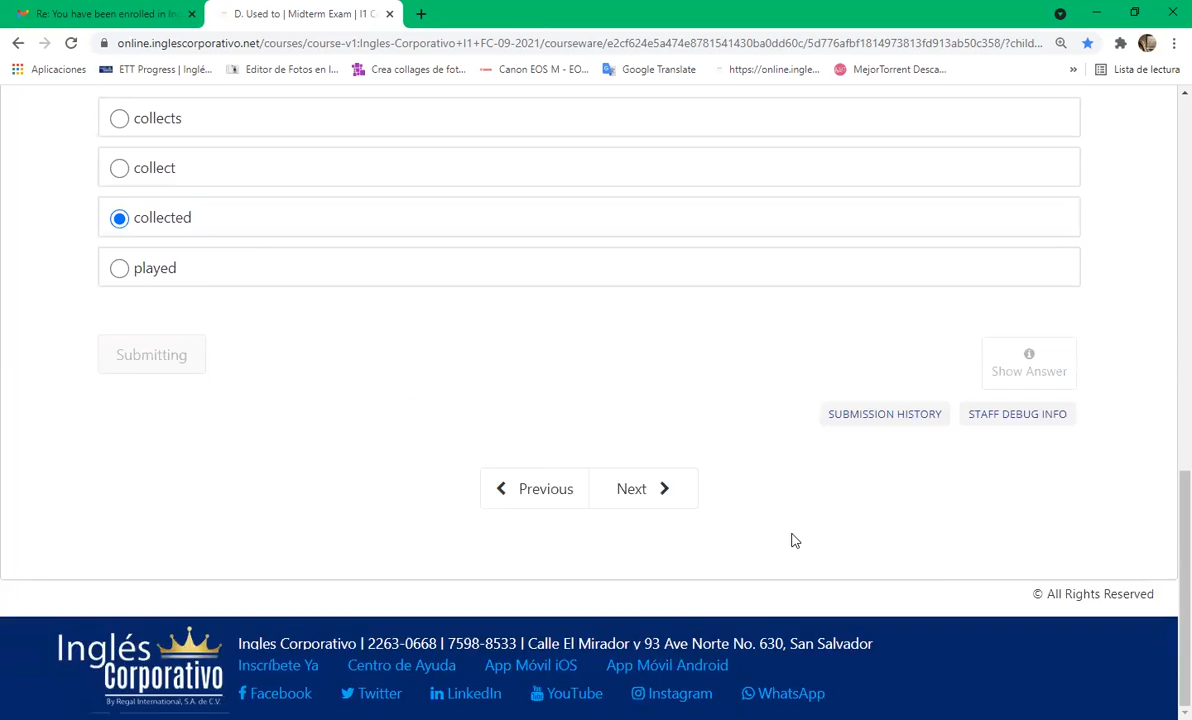 Re: You have been enrolled in In
D. Used to | Midterm Exam | I1 C
online.inglescorporativo.net/courses/course-v1:Ingls-Corporativo+I1+FC-09-2021/courseware/e2cf624e5a474e8781541430ba0dd60c/5d776afbf1814973813fd913ab50c358/?child...
Aplicaciones
ETT Progress | Inglé...
Editor de Fotos en l...
Crea collages de fot...
Canon EOS M - EO...
Google Translate
https://online.ingle...
MejorTorrent Desca...
»
Lista de lectura
collects
collect
collected
played
Submitting
Show Answer
SUBMISSION HISTORY
STAFF DEBUG INFO
Previous
Next
© All Rights Reserved
Inglés Corporativo
By Regal International, S.A. de C.V.
Ingles Corporativo | 2263-0668 | 7598-8533 | Calle El Mirador y 93 Ave Norte No. 630, San Salvador
Inscríbete Ya
Centro de Ayuda
App Móvil iOS
App Móvil Android
Facebook
Twitter
LinkedIn
YouTube
Instagram
WhatsApp